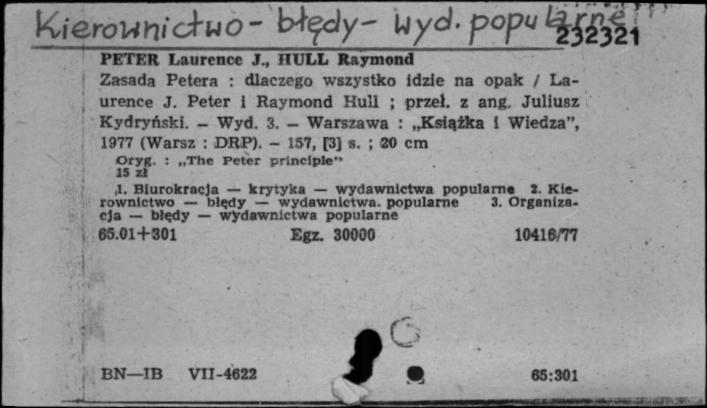 Kierownictwo - błędy - wyd. popularne
232321
PETER Laurence J., HULL Raymond
Zasada Petera : dlaczego wszystko idzie na opak / La-
urence J. Peter i Raymond Hull ; przeł. z ang. Juliusz
Kydryński. — Wyd. 3. — Warszawa : „Książka i Wiedza”,
1977 (Warsz : DRP). — 157, [3] s. ; 20 cm
Oryg. : „The Peter principle”
15 zł
1. Biurokracja — krytyka — wydawnictwa popularne 2. Kie-
rownictwo — błędy — wydawnictwa. popularne 3. Organiza-
cja — błędy — wydawnictwa popularne
65.01+301 Egz. 30000 10416/77
BN—IB VII-4622 65:301